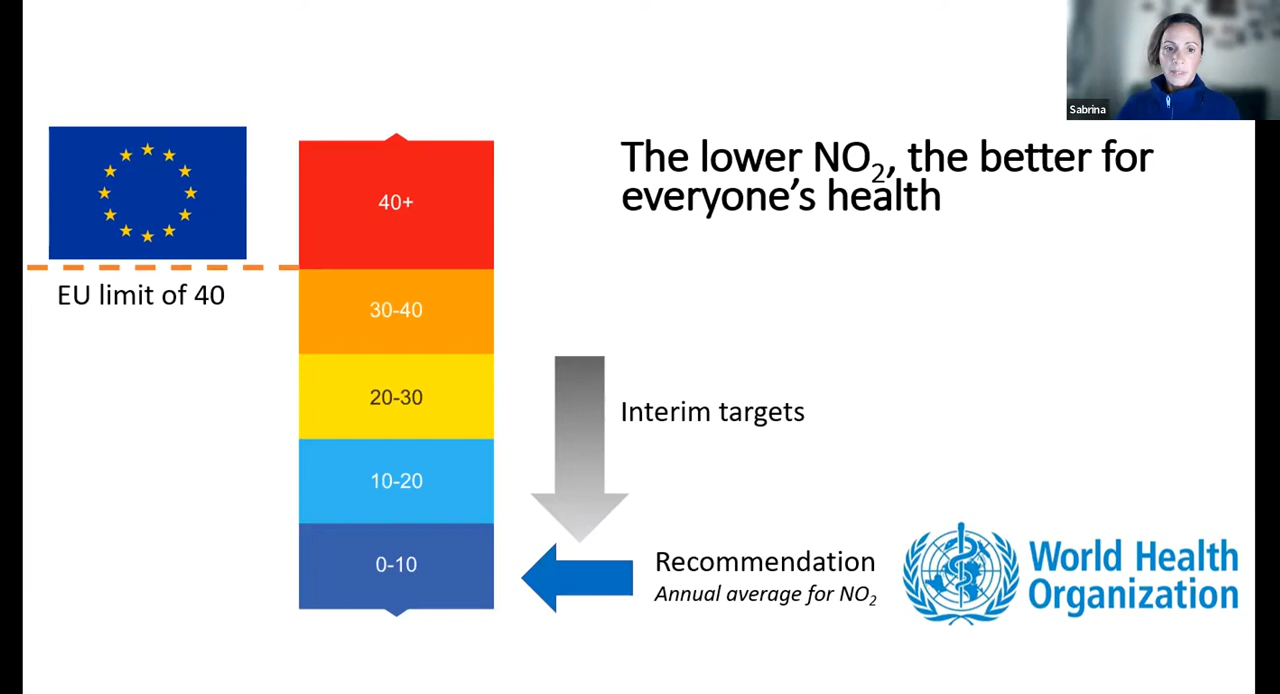 Sabrina
The lower NO₂, the better for
everyone’s health
40+
EU limit of 40
30-40
20-30
Interim targets
10-20
0-10
Recommendation
Annual average for NO₂
World Health
Organization